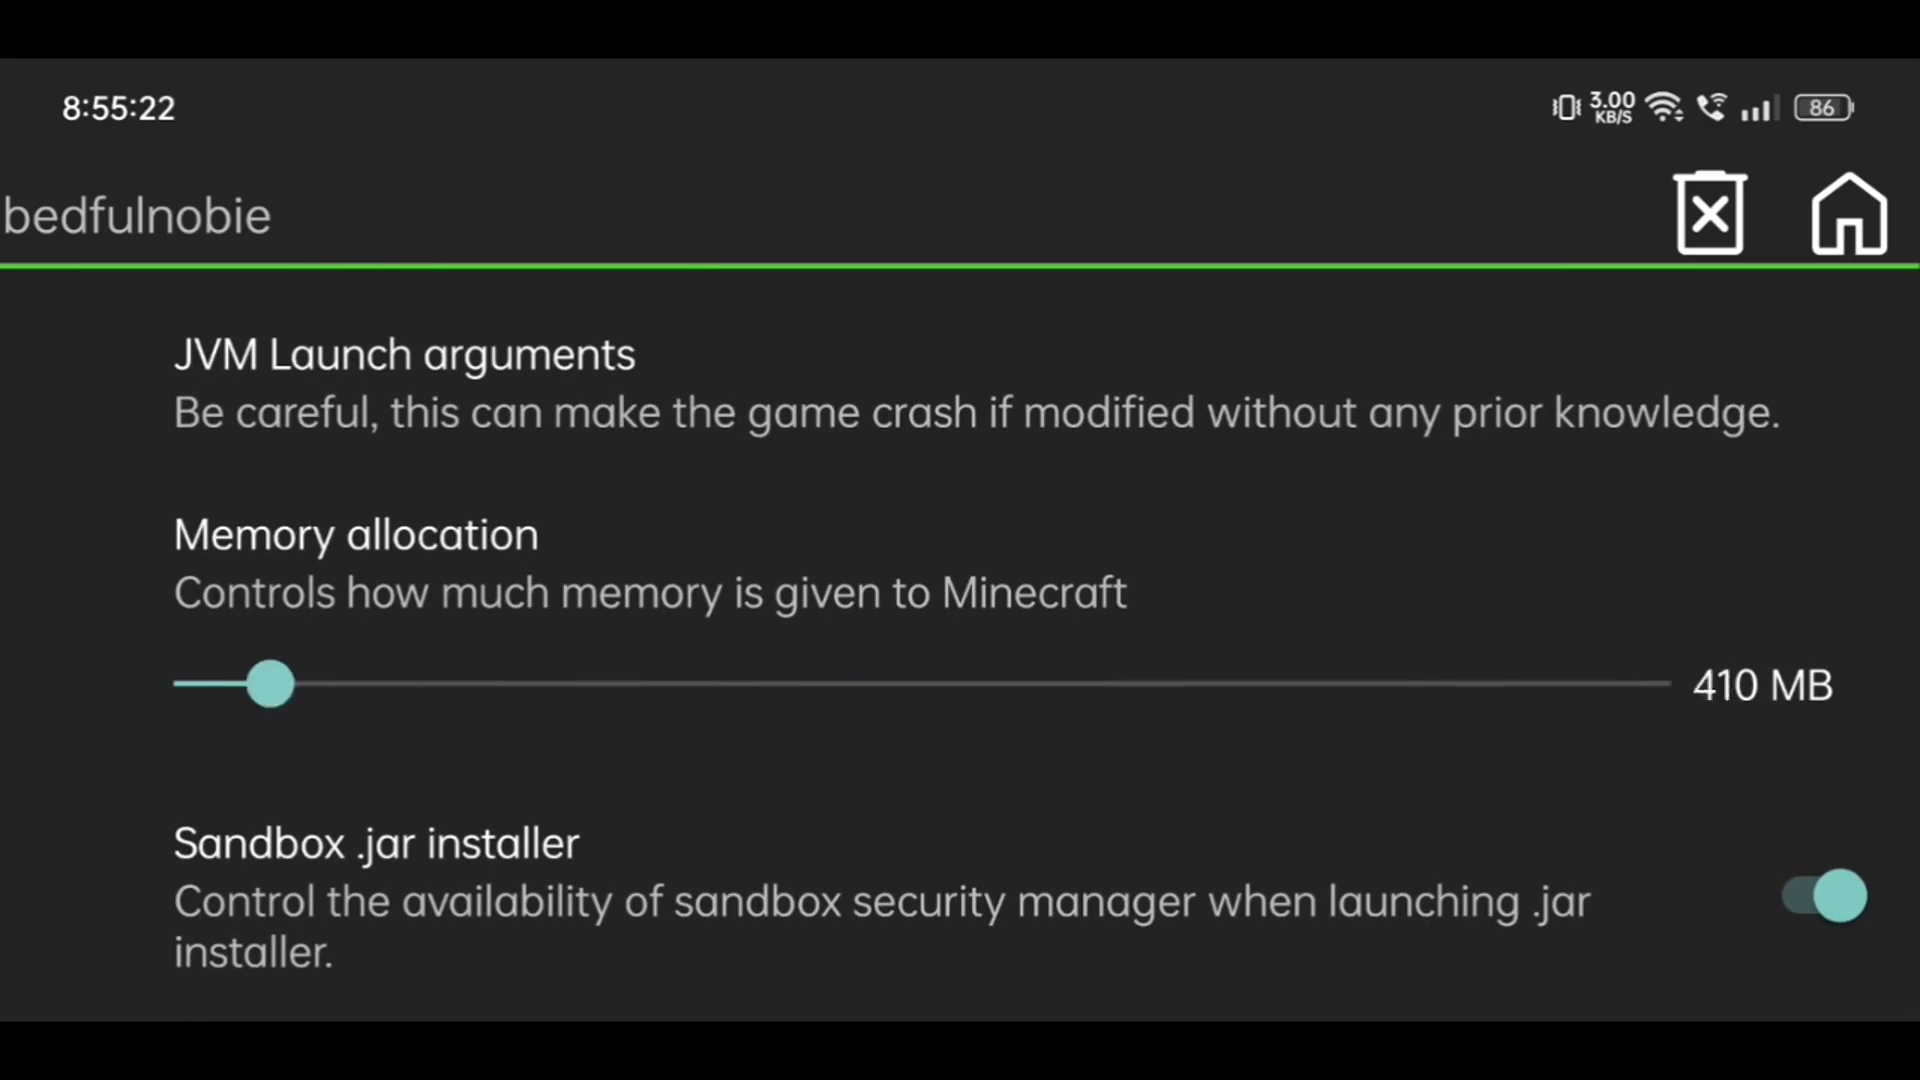 8:55:22
3.00
KB/S
86
bedfulnobie
JVM Launch arguments
Be careful, this can make the game crash if modified without any prior knowledge.
Memory allocation
Controls how much memory is given to Minecraft
410 MB
Sandbox .jar installer
Control the availability of sandbox security manager when launching .jar
installer.